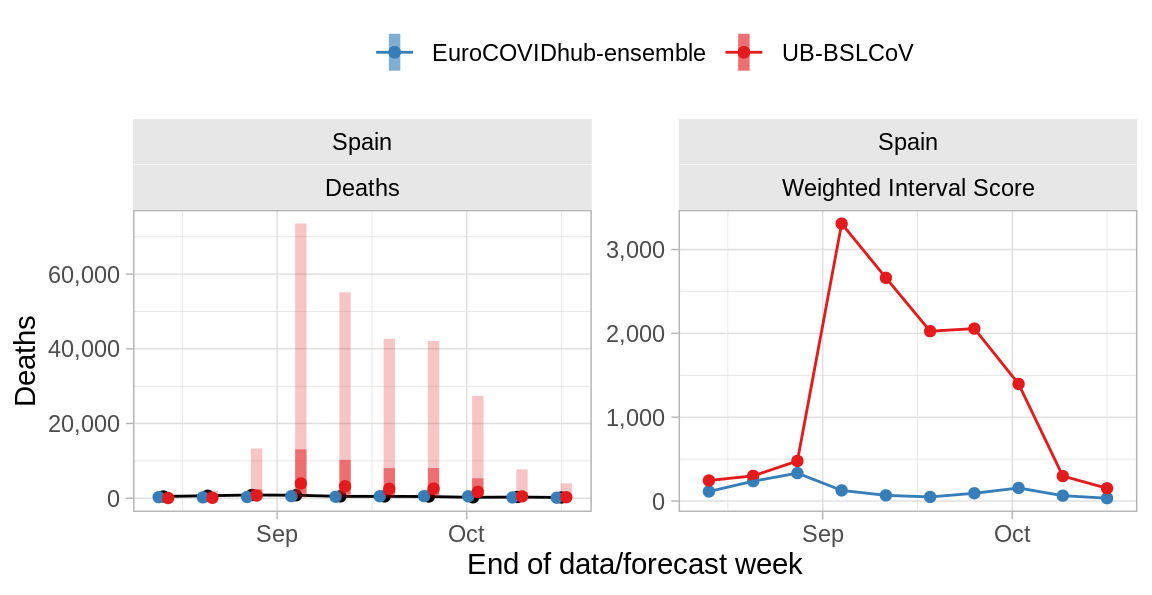 EuroCOVIDhub-ensemble UB-BSLCoV
Spain
Deaths
Deaths
60,000
40,000
20,000
0
Sep Oct
Spain
Weighted Interval Score
3,000
2,000
1,000
0
Sep Oct
End of data/forecast week